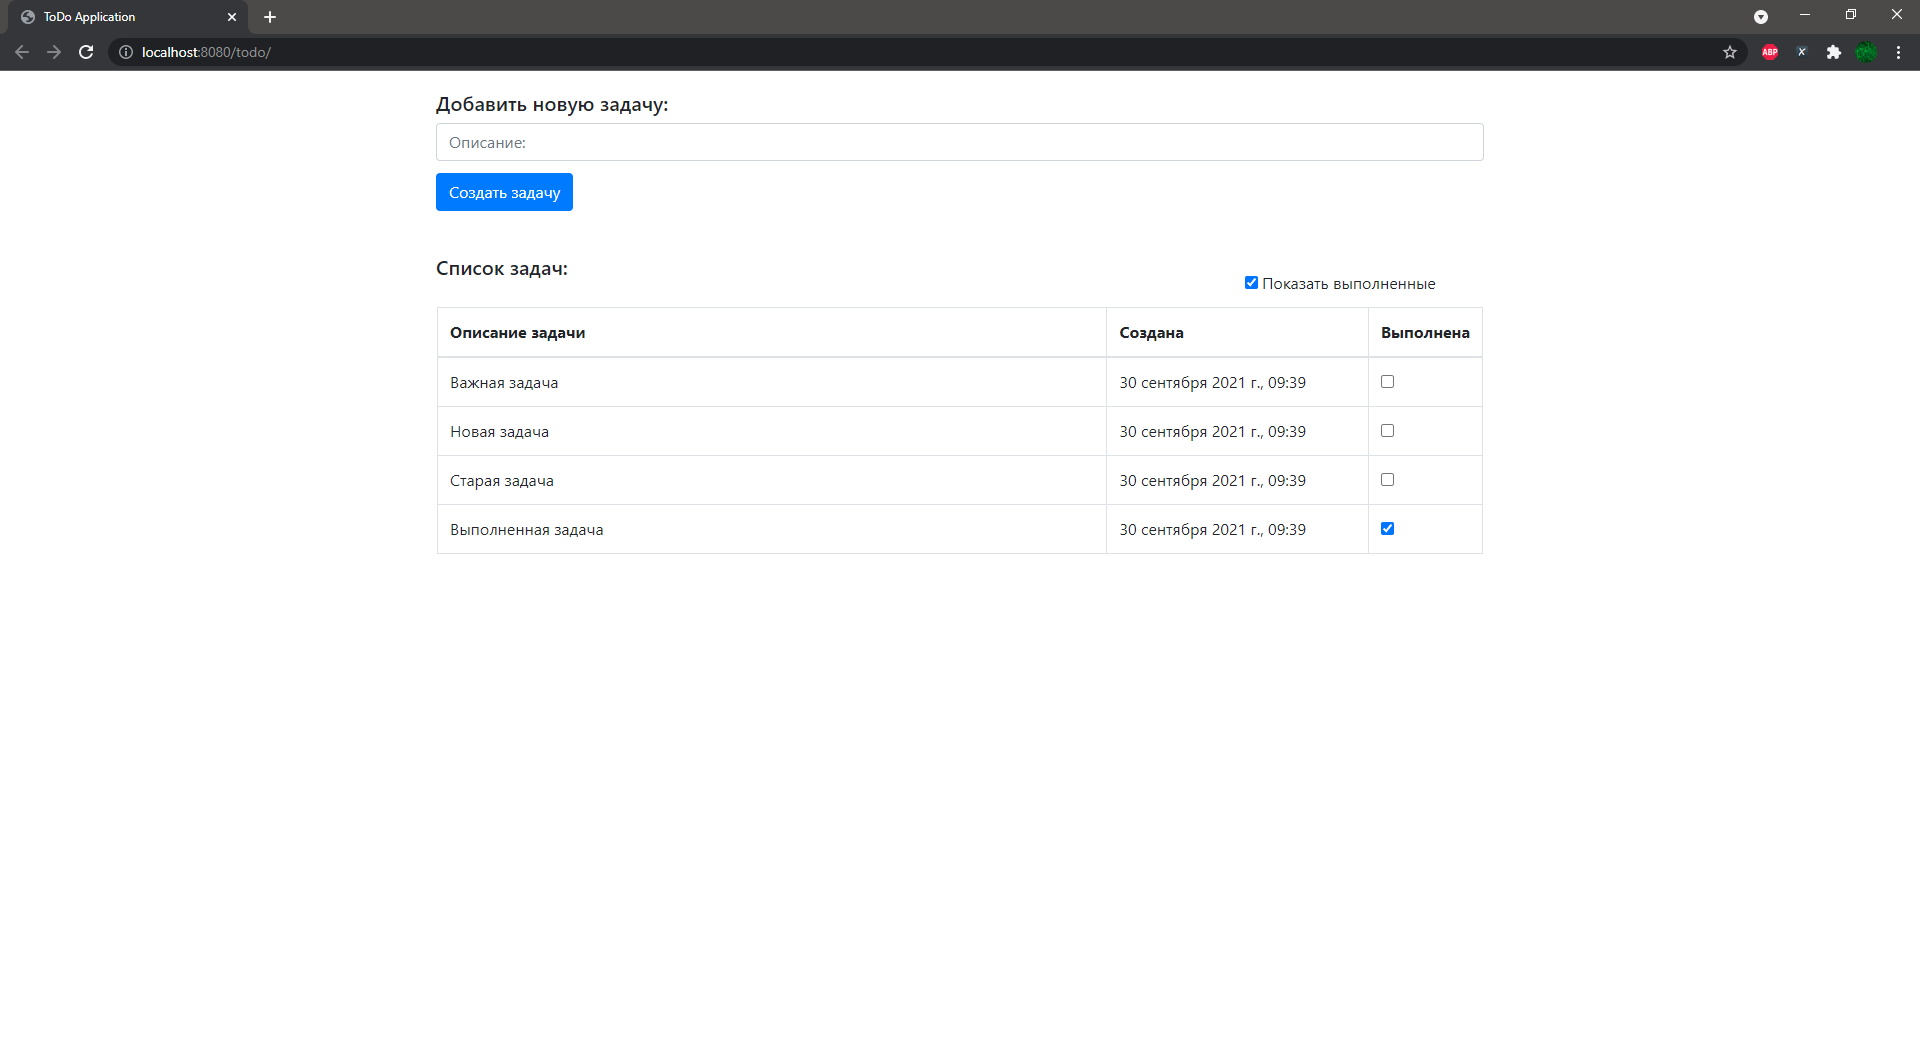 ToDo Application
localhost:8080/todo/
ABP
X
Добавить новую задачу:
Описание:
Создать задачу
Список задач:
Показать выполненные
Описание задачи Создана Выполнена
Важная задача 30 сентября 2021 г., 09:39
Новая задача 30 сентября 2021 г., 09:39
Старая задача 30 сентября 2021 г., 09:39
Выполненная задача 30 сентября 2021 г., 09:39